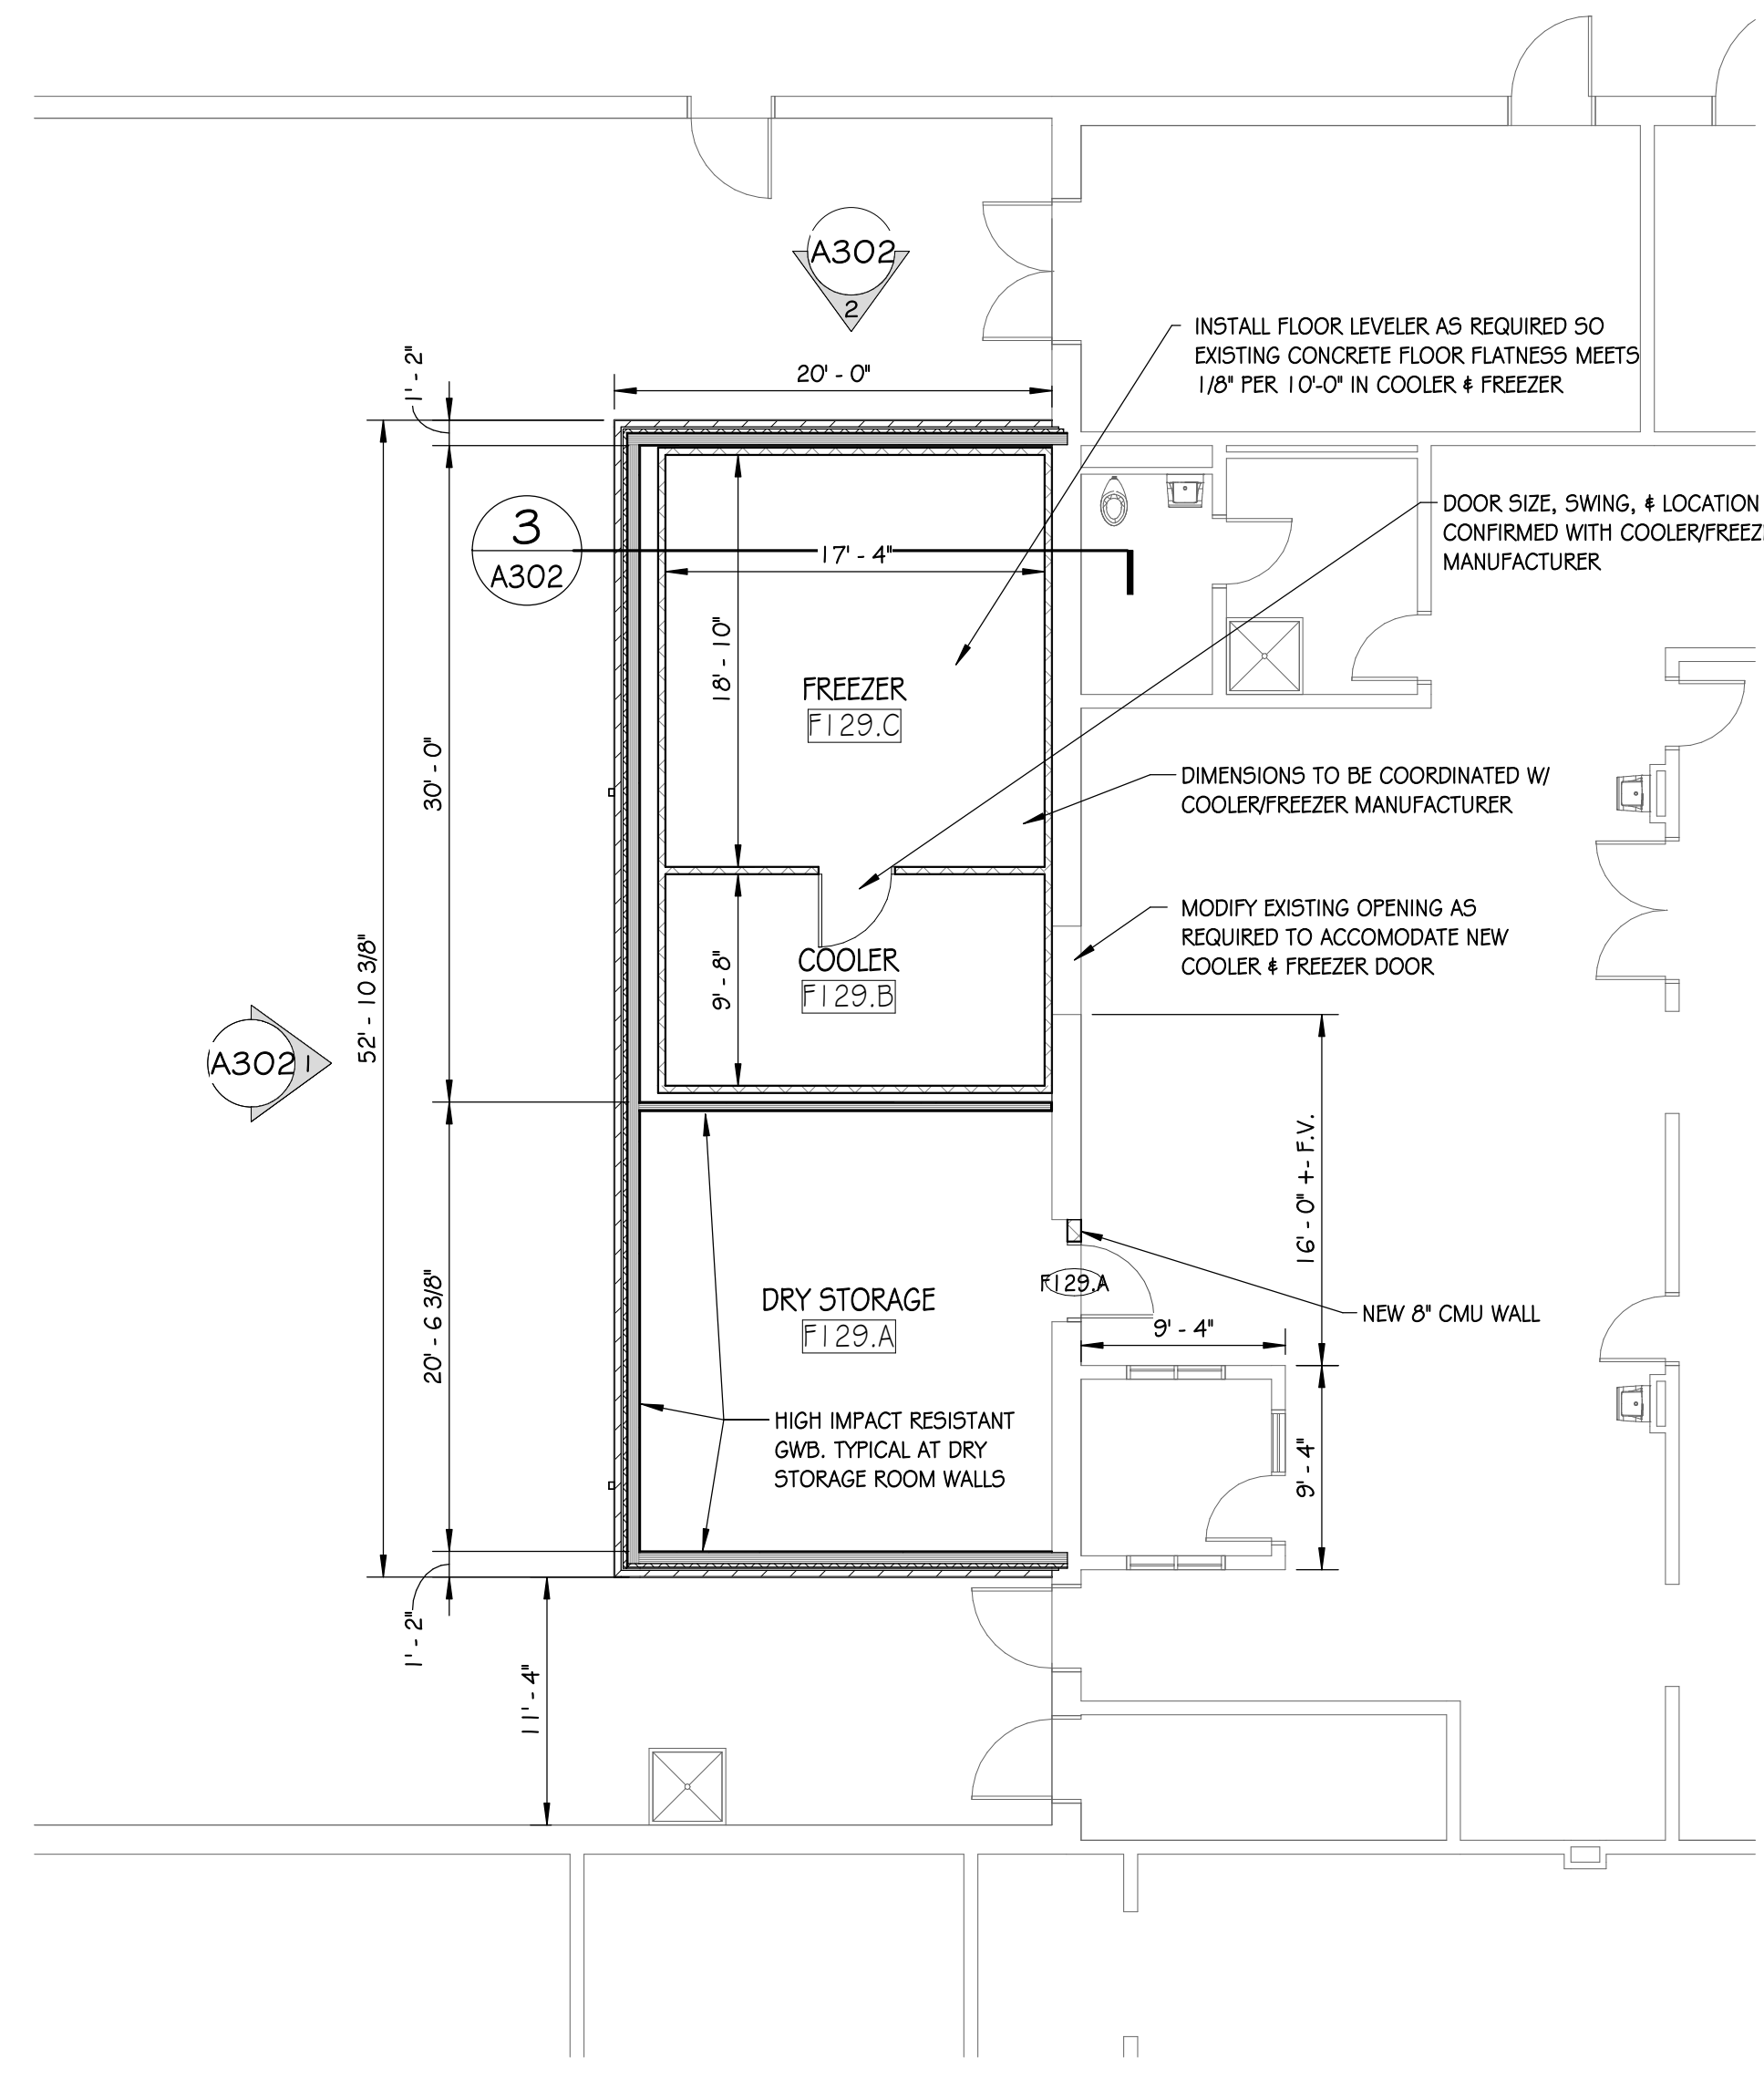 A302
2
INSTALL FLOOR LEVELER AS REQUIRED SO
EXISTING CONCRETE FLOOR FLATNESS MEETS
1/8" PER 10'-0" IN COOLER & FREEZER
1' - 2"
20' - 0"
DOOR SIZE, SWING, & LOCATION
CONFIRMED WITH COOLER/FREEZ
MANUFACTURER
3
A302
17' - 4"
18' - 10"
FREEZER
F129.C
30' - 0"
DIMENSIONS TO BE COORDINATED W/
COOLER/FREEZER MANUFACTURER
MODIFY EXISTING OPENING AS
REQUIRED TO ACCOMODATE NEW
COOLER & FREEZER DOOR
COOLER
F129.B
9' - 8"
52' - 10 3/8"
A302
1
16' - 0" +- F.V.
F129.A
DRY STORAGE
F129.A
20' - 6 3/8"
NEW 8" CMU WALL
9' - 4"
HIGH IMPACT RESISTANT
GWB. TYPICAL AT DRY
STORAGE ROOM WALLS
9' - 4"
1' - 2"
11' - 4"